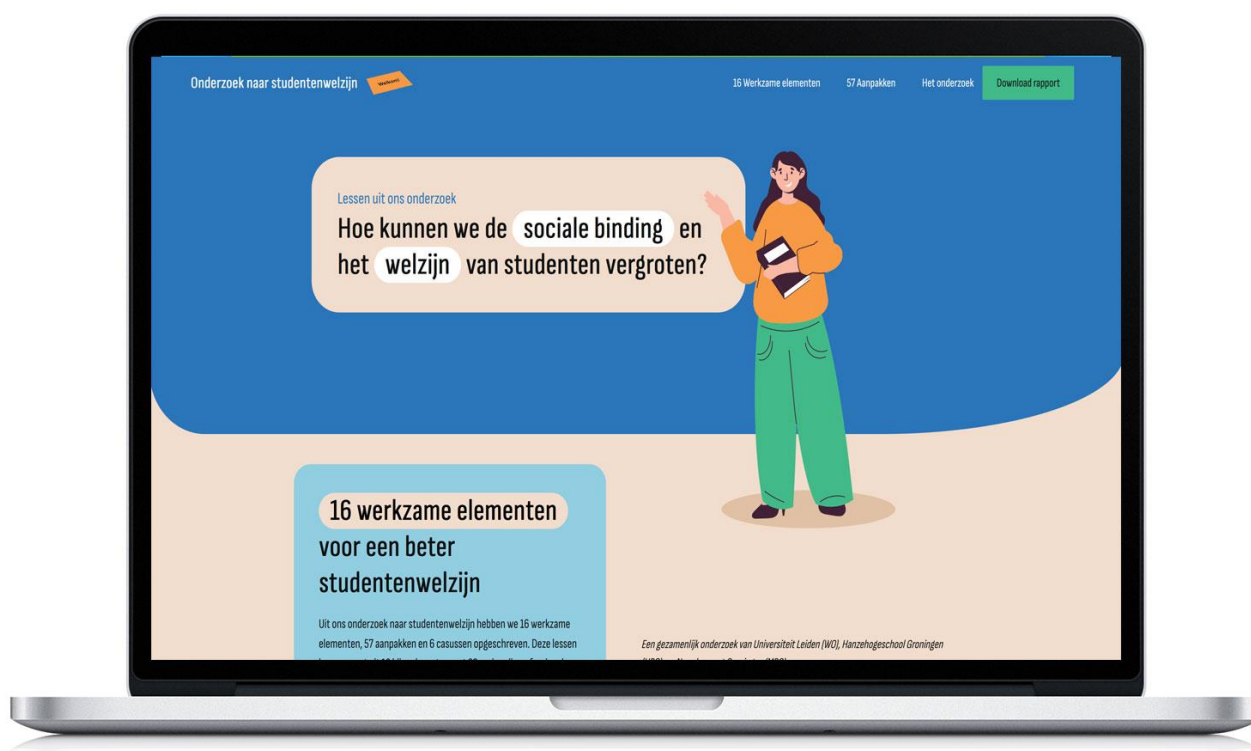 Onderzoek naar studentenwelzijn
Welkom!
16 Werkzame elementen
57 Aanpakken
Het onderzoek
Download rapport
Lessen uit ons onderzoek
Hoe kunnen we de sociale binding en
het welzijn van studenten vergroten?
16 werkzame elementen
voor een beter
studentenwelzijn
Uit ons onderzoek naar studentenwelzijn hebben we 16 werkzame
elementen, 57 aanpakken en 6 casussen opgeschreven. Deze lessen
Een gezamenlijk onderzoek van Universiteit Leiden (WO), Hanzehogeschool Groningen